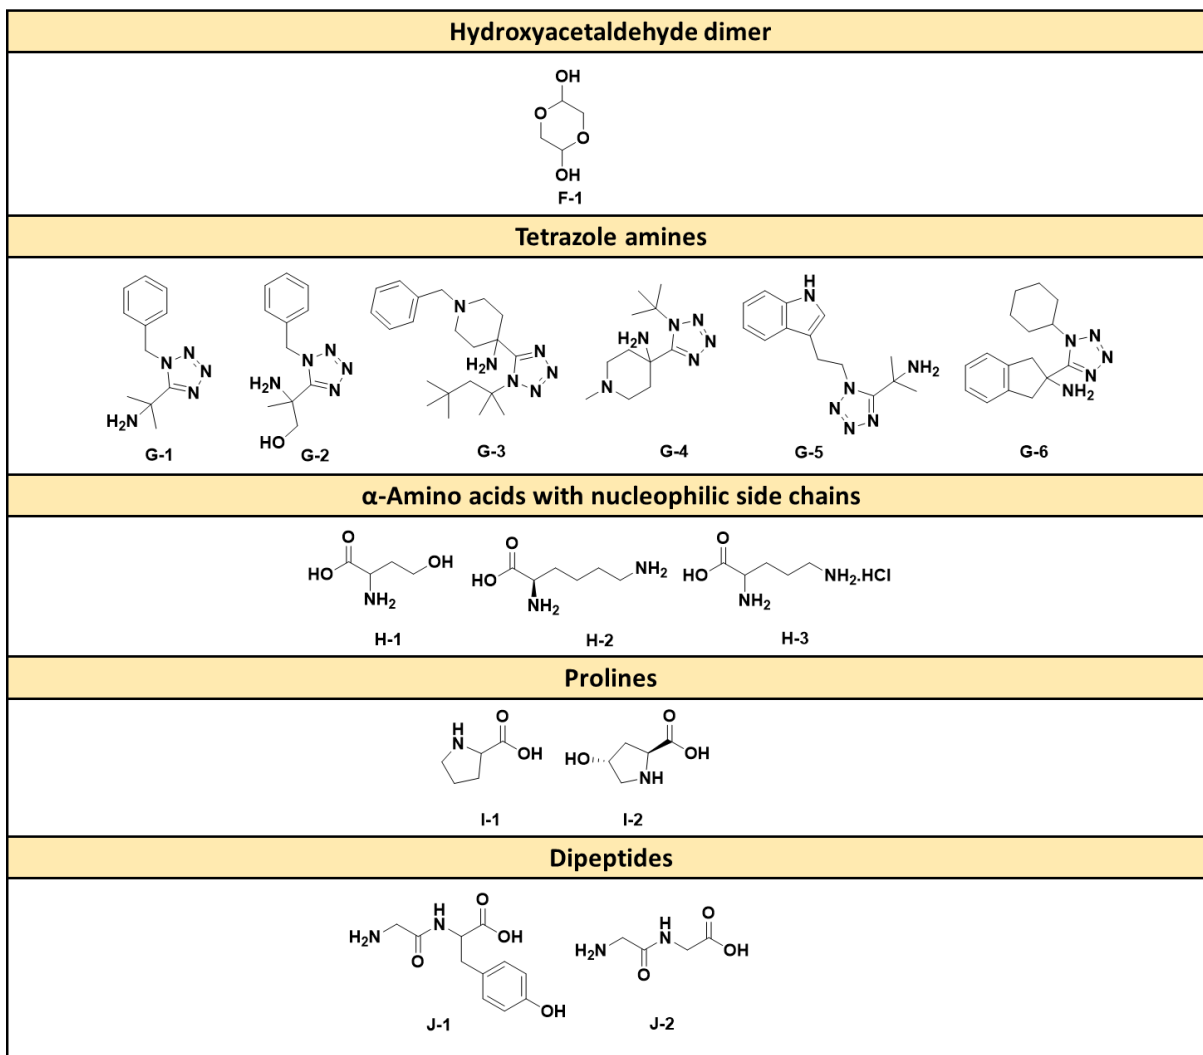 Hydroxyacetaldehyde dimer
OH
O
O
OH
F-1
Tetrazole amines
N N N N H₂N G-1
N N N N H₂N HO G-2
N NH₂ N N N N G-3
N N N N H₂N N G-4
H N NH₂ N N N N G-5
N N N N NH₂ G-6
α-Amino acids with nucleophilic side chains
O HO NH₂ OH H-1
O HO NH₂ NH₂ H-2
O HO NH₂ NH₂.HCl H-3
Prolines
H N O OH I-1
HO O OH NH I-2
Dipeptides
H₂N O H N O OH OH J-1
H₂N O H N O OH J-2